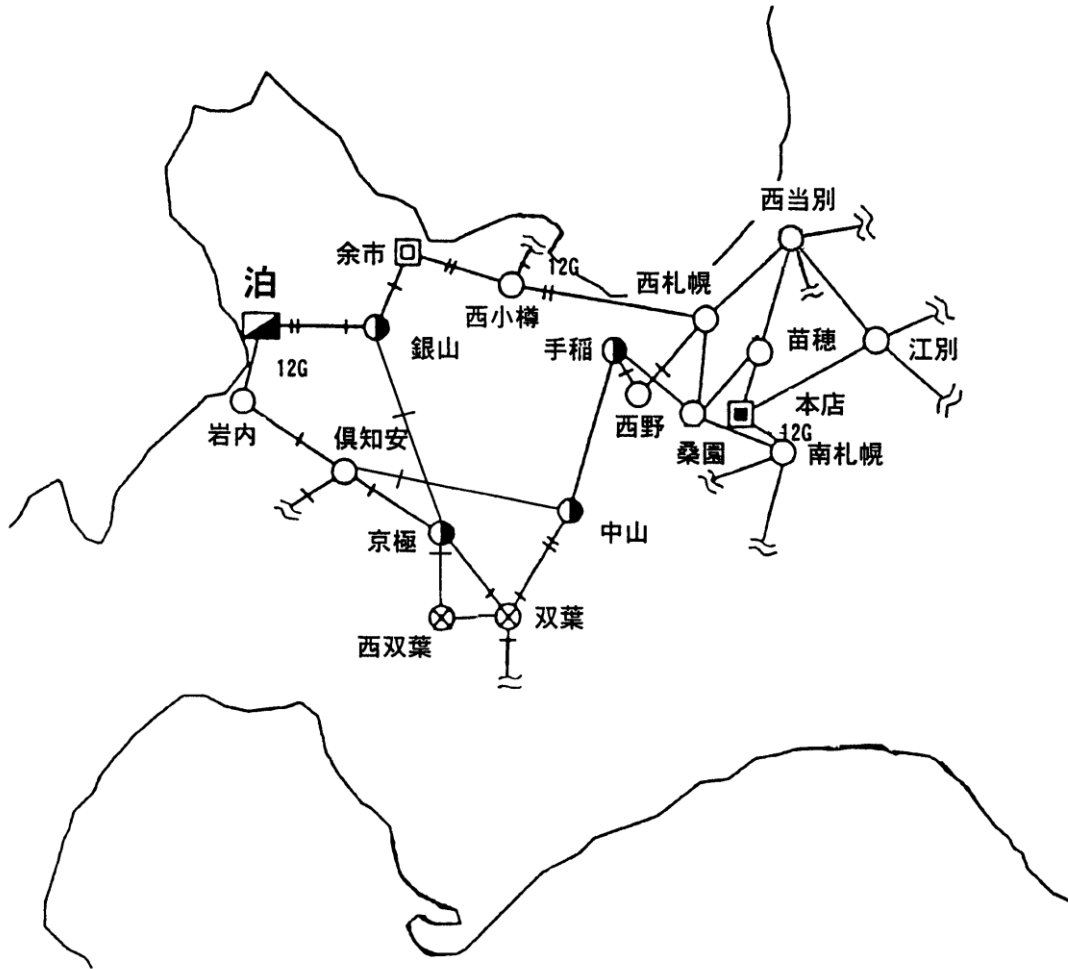 西当別
余市
12G
西札幌
泊
西小樽
銀山
手稲
苗穂
江別
12G
西野
本店
岩内
倶知安
桑園
12G
南札幌
京極
中山
双葉
西双葉